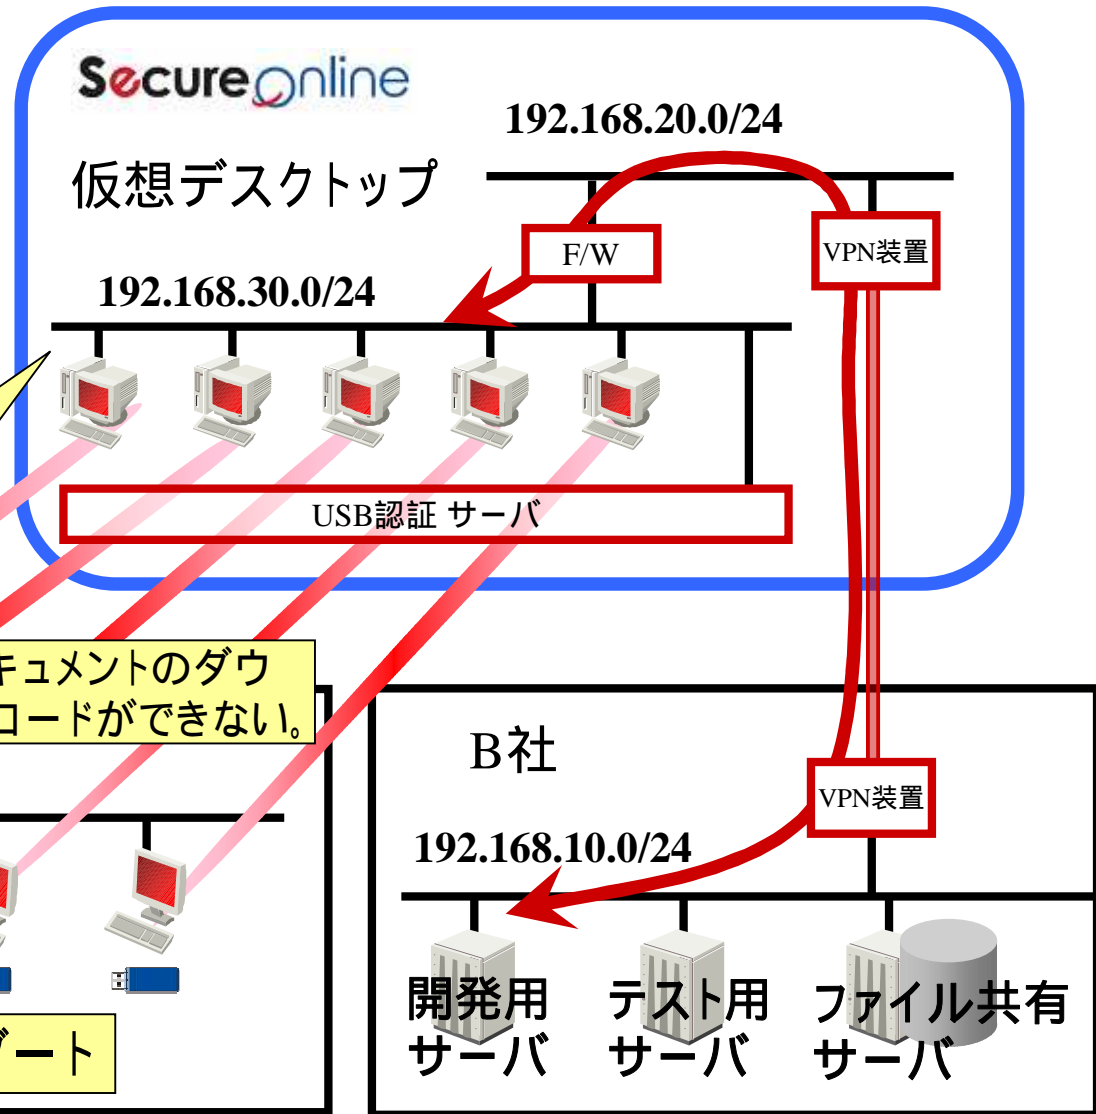 Secureonline
192.168.20.0/24
仮想デスクトップ
F/W
VPN装置
192.168.30.0/24
USB認証 サーバ
キュメントのダウ
コードができない。
B社
VPN装置
192.168.10.0/24
開発用
サーバ
テスト用
サーバ
ファイル共有
サーバ
ブート